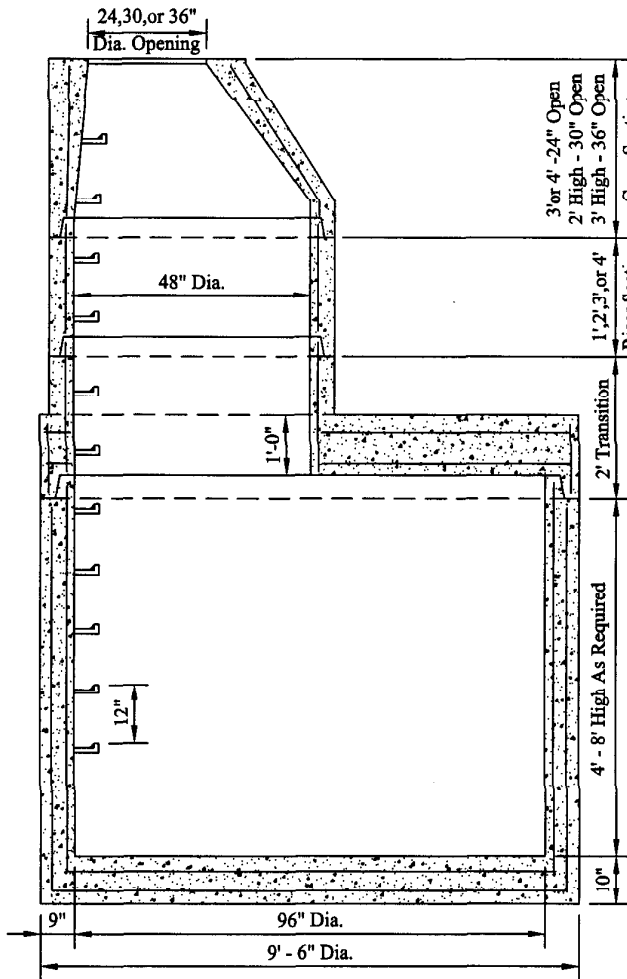 24,30,or 36"
Dia. Opening
3'or 4' -24" Open
2' High - 30" Open
3' High - 36" Open
48" Dia.
1',2',3',or 4'
1'-0"
2' Transition
12"
4' - 8' High As Required
10"
9"
96" Dia.
9' - 6" Dia.